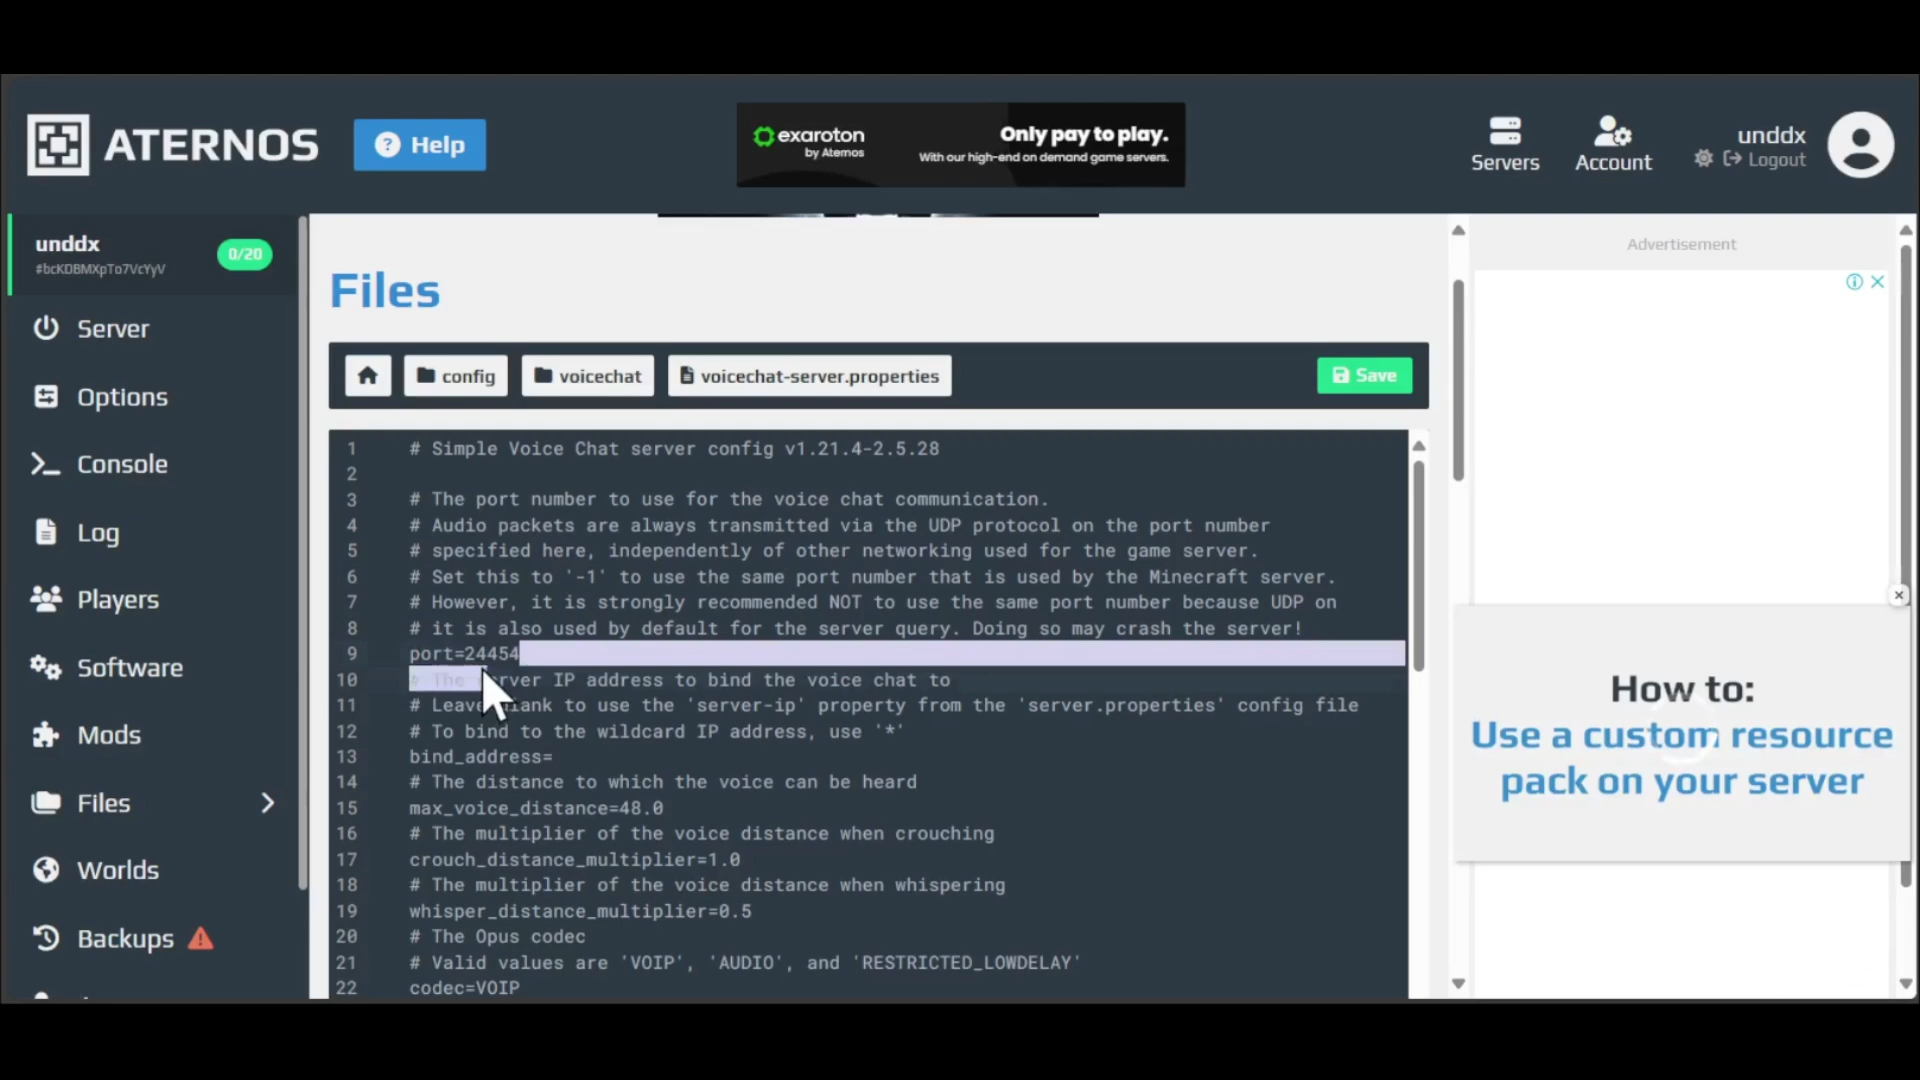 ATERNOS
Help
exaroton
by Aternos
Only pay to play.
With our high-end on demand game servers.
Servers
Account
unddx
Logout
unddx
#bcKDBMXpTo7VcYyV
0/20
Server
Options
Console
Log
Players
Software
Mods
Files
Worlds
Backups
Files
config
voicechat
voicechat-server.properties
Save
1 # Simple Voice Chat server config v1.21.4-2.5.28
2
3 # The port number to use for the voice chat communication.
4 # Audio packets are always transmitted via the UDP protocol on the port number
5 # specified here, independently of other networking used for the game server.
6 # Set this to '-1' to use the same port number that is used by the Minecraft server.
7 # However, it is strongly recommended NOT to use the same port number because UDP on
8 # it is also used by default for the server query. Doing so may crash the server!
9 port=24454
10 # The server IP address to bind the voice chat to
11 # Leave blank to use the 'server-ip' property from the 'server.properties' config file
12 # To bind to the wildcard IP address, use '*'
13 bind_address=
14 # The distance to which the voice can be heard
15 max_voice_distance=48.0
16 # The multiplier of the voice distance when crouching
17 crouch_distance_multiplier=1.0
18 # The multiplier of the voice distance when whispering
19 whisper_distance_multiplier=0.5
20 # The Opus codec
21 # Valid values are 'VOIP', 'AUDIO', and 'RESTRICTED_LOWDELAY'
22 codec=VOIP
Advertisement
How to:
Use a custom resource
pack on your server